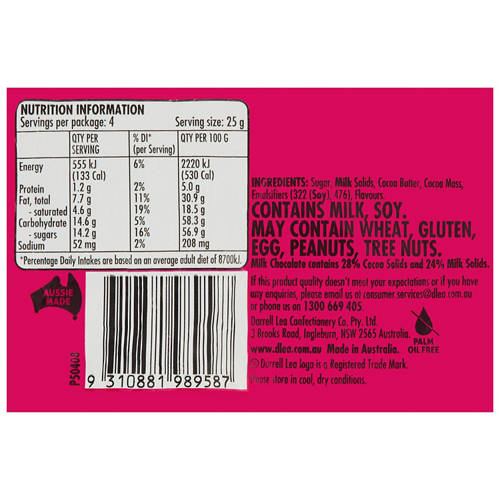 NUTRITION INFORMATION
Servings per package: 4 Serving size: 25 g
QTY PER SERVING % DI* (per Serving) QTY PER 100 G
Energy 555 kJ 6% 2220 kJ
(133 Cal) (530 Cal)
Protein 1.2 g 2% 5.0 g
Fat, total 7.7 g 11% 30.9 g
- saturated 4.6 g 19% 18.5 g
Carbohydrate 14.6 g 5% 58.3 g
- sugars 14.2 g 16% 56.9 g
Sodium 52 mg 2% 208 mg
*Percentage Daily Intakes are based on an average adult diet of 8700kJ.
AUSSIE
MADE
P50408
9 310881 989587
INGREDIENTS: Sugar, Milk Solids, Cocoa Butter, Cocoa Mass,
Emulsifiers (322 (Soy), 476), Flavours.
CONTAINS MILK, SOY.
MAY CONTAIN WHEAT, GLUTEN,
EGG, PEANUTS, TREE NUTS.
Milk Chocolate contains 28% Cocoa Solids and 24% Milk Solids.
If this product quality doesn't meet your expectations or if you have
any enquiries, please email us at consumer.services@dlea.com.au
or phone us on 1300 669 405.
Darrell Lea Confectionery Co. Pty. Ltd.
3 Brooks Road, Ingleburn, NSW 2565 Australia.
www.dlea.com.au Made in Australia.
Darrell Lea logo is a Registered Trade Mark.
Please store in cool, dry conditions.
PALM
OIL FREE